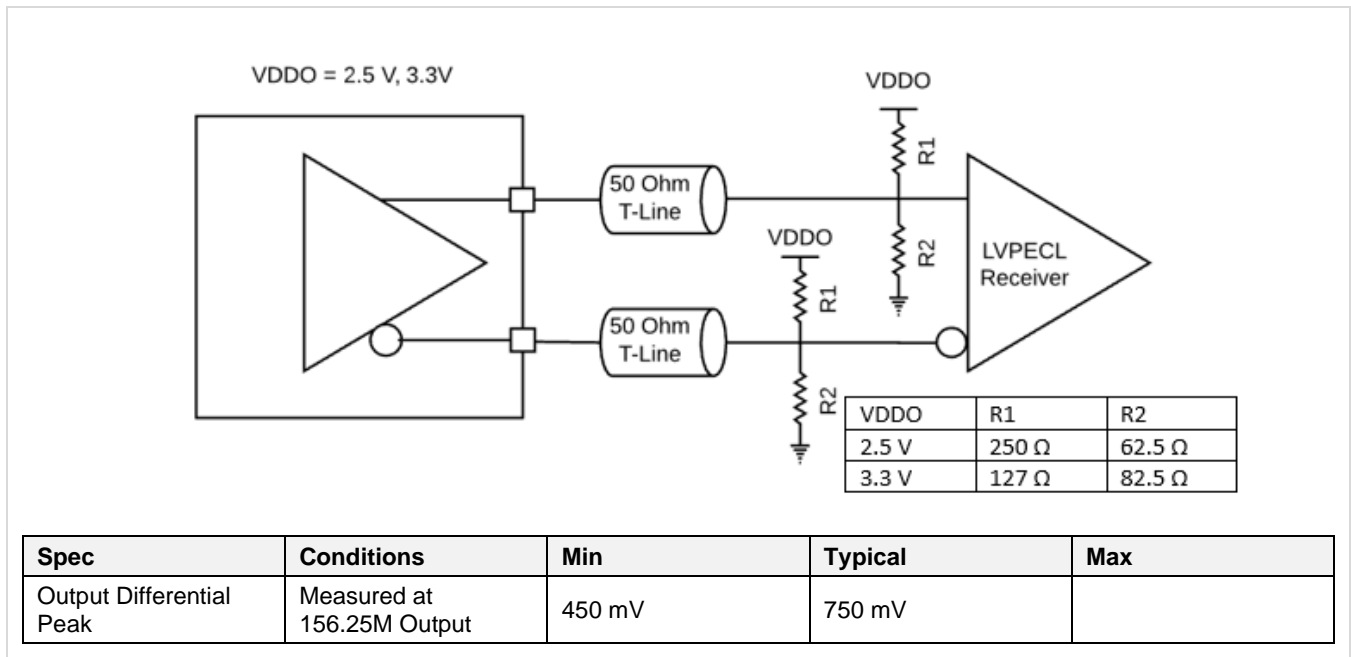 VDDO = 2.5 V, 3.3V
VDDO
R1
50 Ohm
T-Line
R2
VDDO
LVPECL
Receiver
R1
50 Ohm
T-Line
R2
VDDO R1 R2
2.5 V 250 Ω 62.5 Ω
3.3 V 127 Ω 82.5 Ω
Spec Conditions Min Typical Max
Output Differential
Peak
Measured at
156.25M Output
450 mV
750 mV